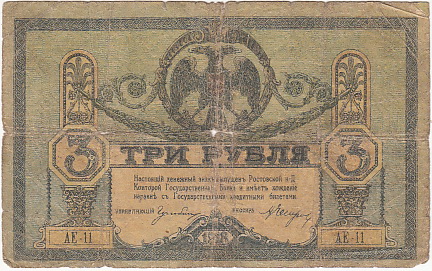 3 ТРИ РУБЛЯ 3
Настоящій денежный знакъ выпущенъ Ростовской н-Д
Конторой Государственнаго Банка и имѣетъ хожденіе
наравнѣ съ Государственными кредитными билетами
УПРАВЛЯЮЩІЙ КАССИРЪ
АЕ-11 1918 АЕ-11